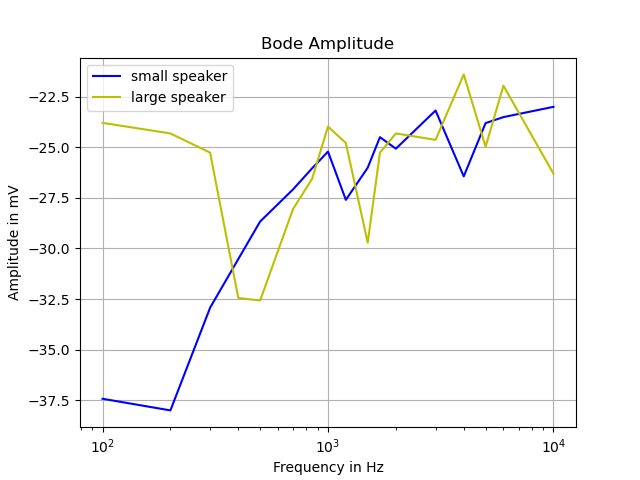 Bode Amplitude
small speaker
large speaker
−22.5
−25.0
−27.5
−30.0
−32.5
−35.0
−37.5
Amplitude in mV
10²
10³
10⁴
Frequency in Hz